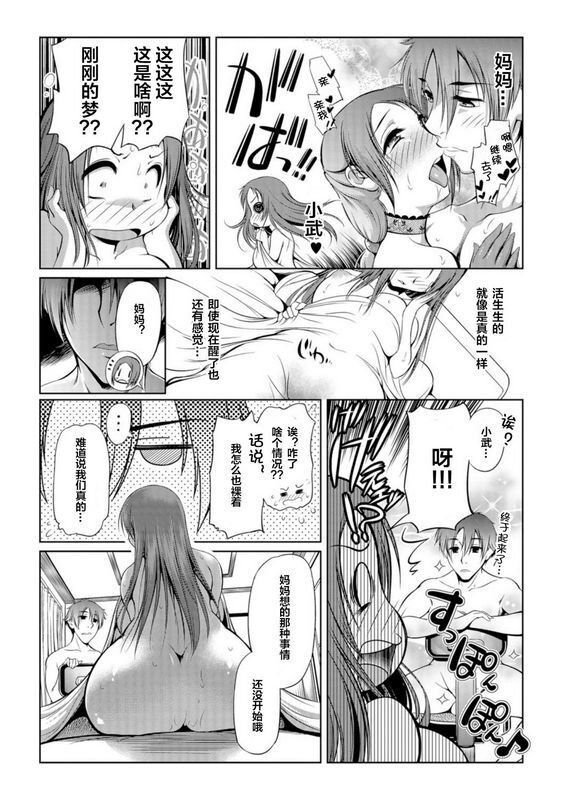 妈妈…
嗯嗯
继续
去了
亲
亲我
小武
がばっ!!
这这这
这是啥啊??
刚刚的梦??
活生生的
就像是真的一样
即使现在醒了也
还有感觉…
妈妈?
诶?
小武…
呀
!!!
终于起来了…
すっぽんぽん♪
诶?咋了
啥个情况??
话说~
我怎么也裸着
…
难道说我们真的…
妈妈想的那种事情
还没开始哦